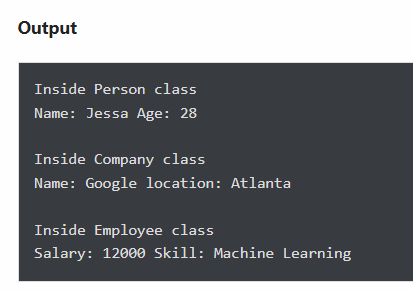 Output
Inside Person class
Name: Jessa Age: 28
Inside Company class
Name: Google location: Atlanta
Inside Employee class
Salary: 12000 Skill: Machine Learning